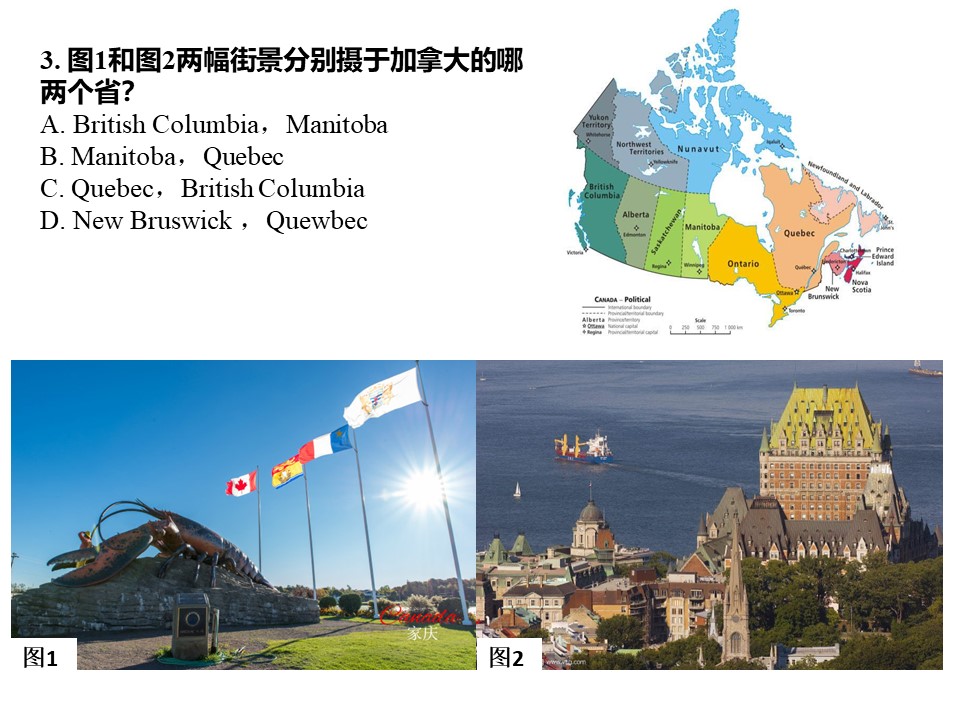 3. 图1和图2两幅街景分别摄于加拿大的哪
两个省?
A. British Columbia，Manitoba
B. Manitoba，Quebec
C. Quebec，British Columbia
D. New Bruswick ，Quewbec
Yukon
Territory
Whitehorse
Northwest
Territories
Yellowknife
Nunavut
Iqaluit
British
Columbia
Victoria
Alberta
Edmonton
Saskatchewan
Regina
Manitoba
Winnipeg
Ontario
Ottawa
Toronto
Quebec
Québec
Newfoundland and Labrador
St.
John's
Charlottetown
Prince
Edward
Island
Halifax
Nova
Scotia
New
Brunswick
CANADA – Political
International boundary
Provincial/territorial boundary
Alberta Province/territory
Ottawa National capital
Regina Provincial/territorial capital
Scale
0 250 500 750 1 000 km
Canada
家庆
图1
图2